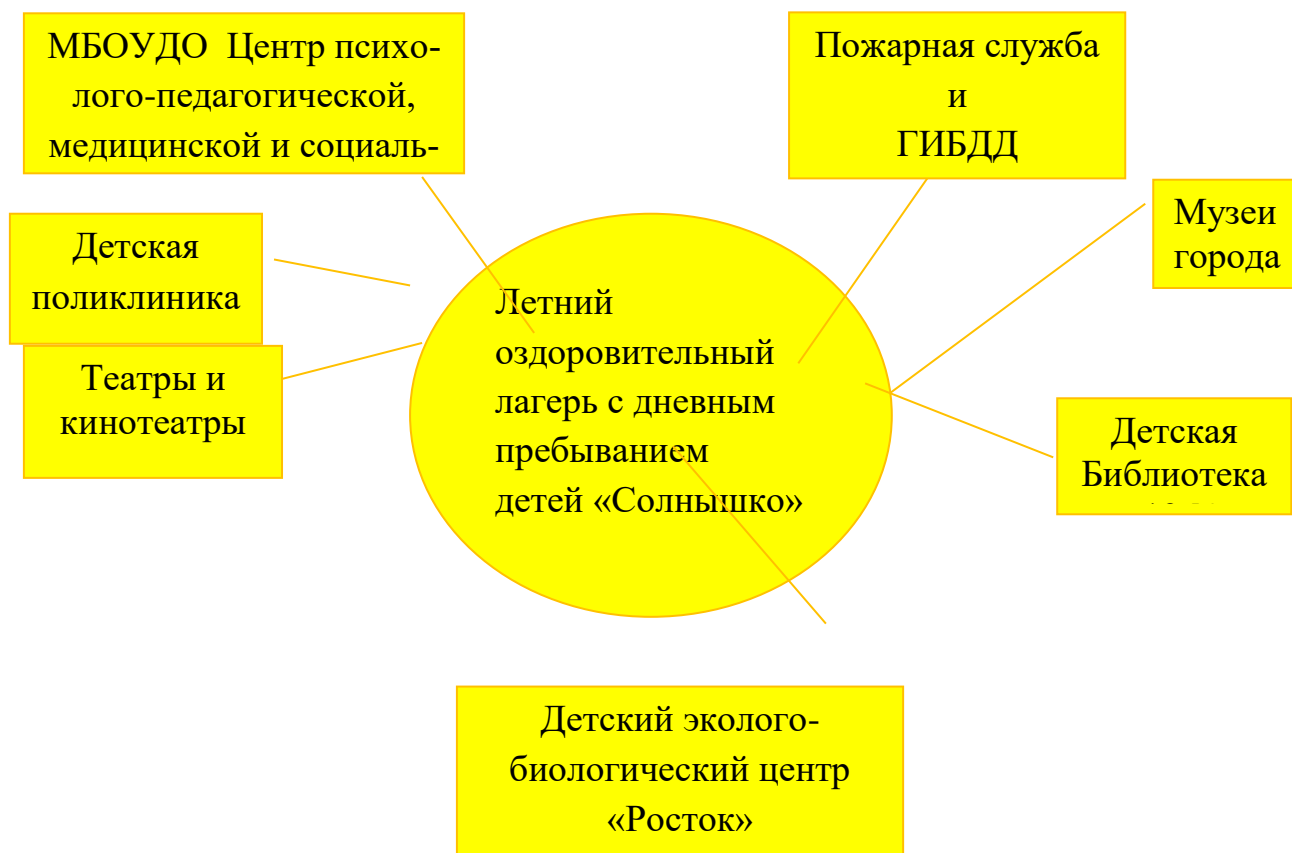 МБОУДО Центр психо-
лого-педагогической,
медицинской и социаль-
Пожарная служба
и
ГИБДД
Музеи
города
Детская
поликлиника
Театры и
кинотеатры
Летний
оздоровительный
лагерь с дневным
пребыванием
детей «Солнышко»
Детская
Библиотека
Детский эколого-
биологический центр
«Росток»